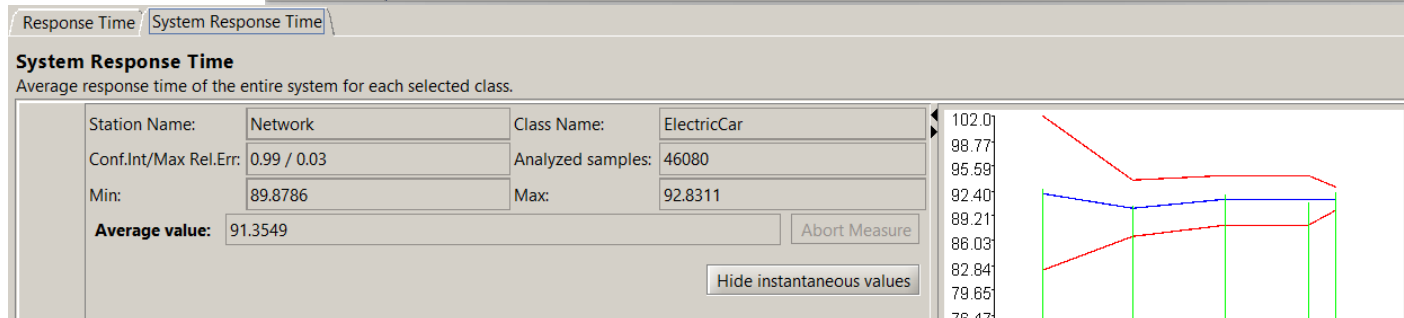 Response Time System Response Time
System Response Time
Average response time of the entire system for each selected class.
Station Name: Network Class Name: ElectricCar
Conf.Int/Max Rel.Err: 0.99 / 0.03 Analyzed samples: 46080
Min: 89.8786 Max: 92.8311
Average value: 91.3549 Abort Measure
Hide instantaneous values
102.0
98.77
95.59
92.40
89.21
86.03
82.84
79.65
76.47